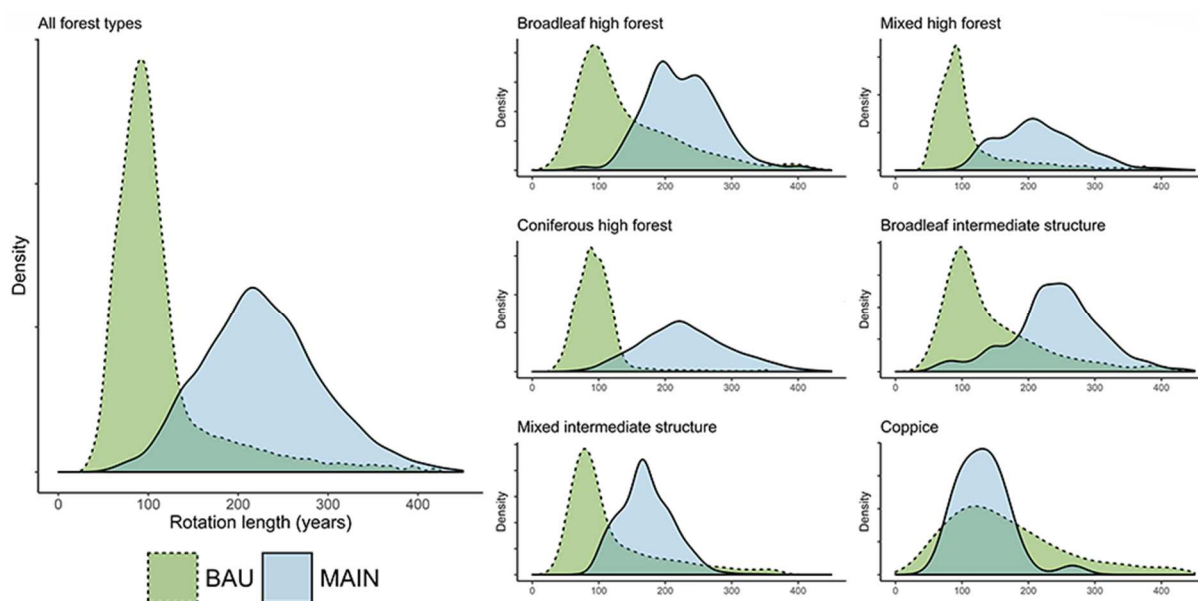 All forest types
Density
0 100 200 300 400
Rotation length (years)
BAU MAIN
Broadleaf high forest
Density
0 100 200 300 400
Mixed high forest
Density
0 100 200 300 400
Coniferous high forest
Density
0 100 200 300 400
Broadleaf intermediate structure
Density
0 100 200 300 400
Mixed intermediate structure
Density
0 100 200 300 400
Coppice
Density
0 100 200 300 400